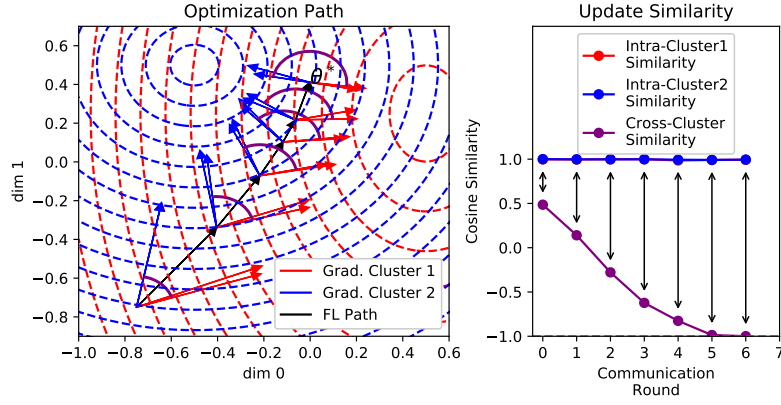 Optimization Path
0.6
0.4
0.2
0.0
−0.2
−0.4
−0.6
−0.8
dim 1
θ*
Grad. Cluster 1
Grad. Cluster 2
FL Path
−1.0 −0.8 −0.6 −0.4 −0.2 0.0 0.2 0.4 0.6
dim 0
Update Similarity
Intra-Cluster1
Similarity
Intra-Cluster2
Similarity
Cross-Cluster
Similarity
Cosine Similarity
1.0
0.5
0.0
−0.5
−1.0
0 1 2 3 4 5 6 7
Communication
Round